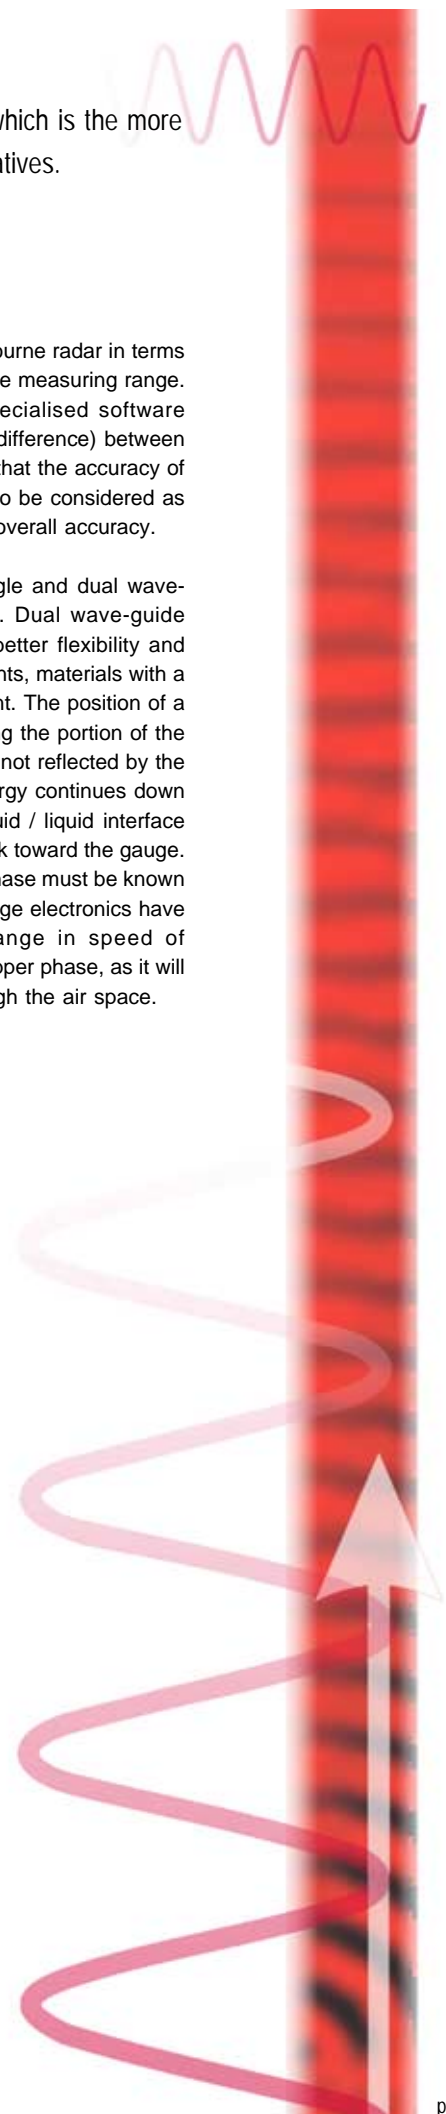 which is the more
atives.
ourne radar in terms
e measuring range.
ecialised software
difference) between
that the accuracy of
o be considered as
overall accuracy.
gle and dual wave-
. Dual wave-guide
better flexibility and
nts, materials with a
nt. The position of a
g the portion of the
not reflected by the
rgy continues down
uid / liquid interface
k toward the gauge.
hase must be known
ge electronics have
ange in speed of
oper phase, as it will
gh the air space.
p